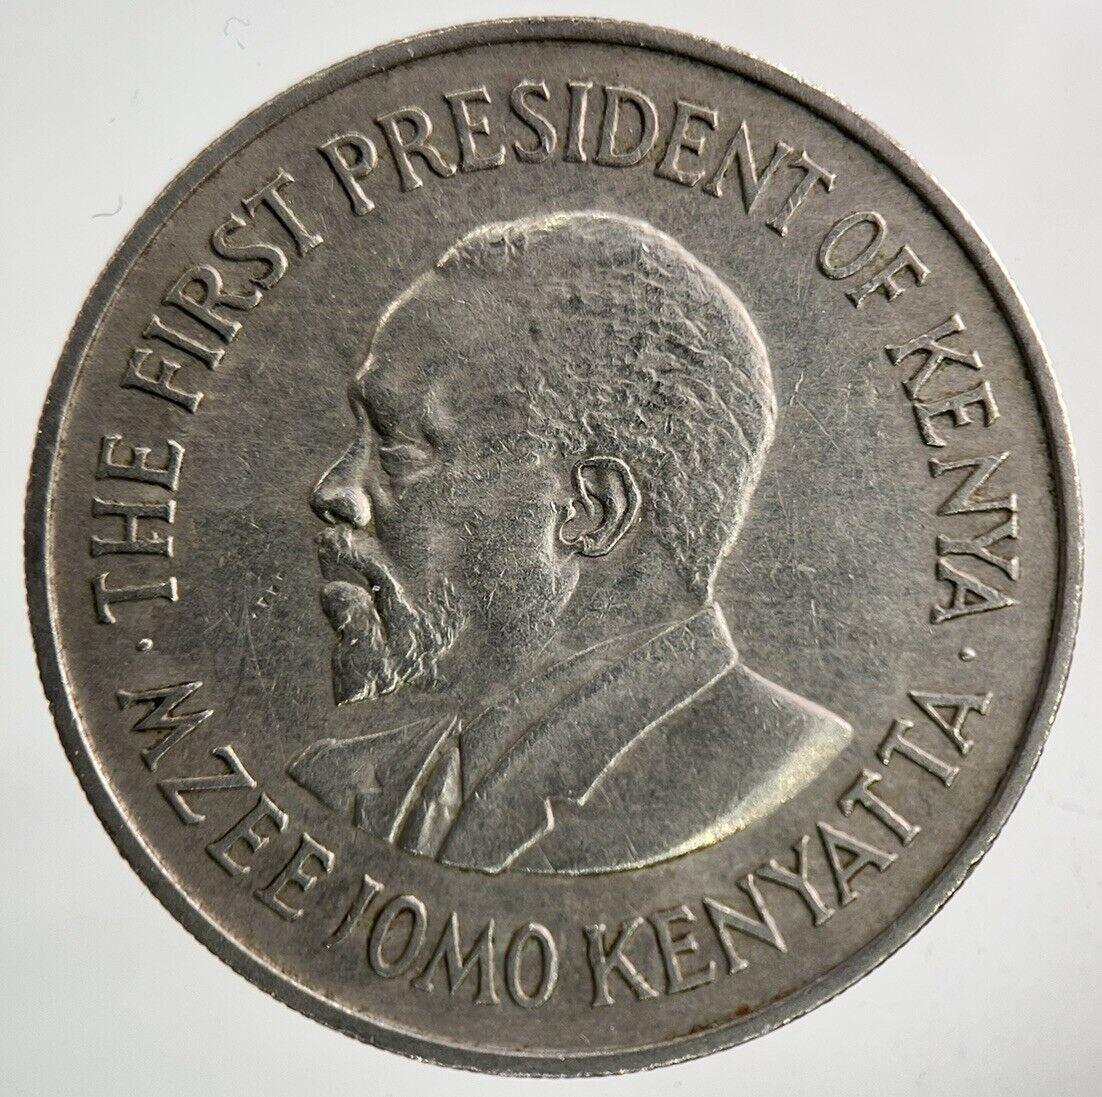 · THE FIRST PRESIDENT OF KENYA ·
MZEE JOMO KENYATTA